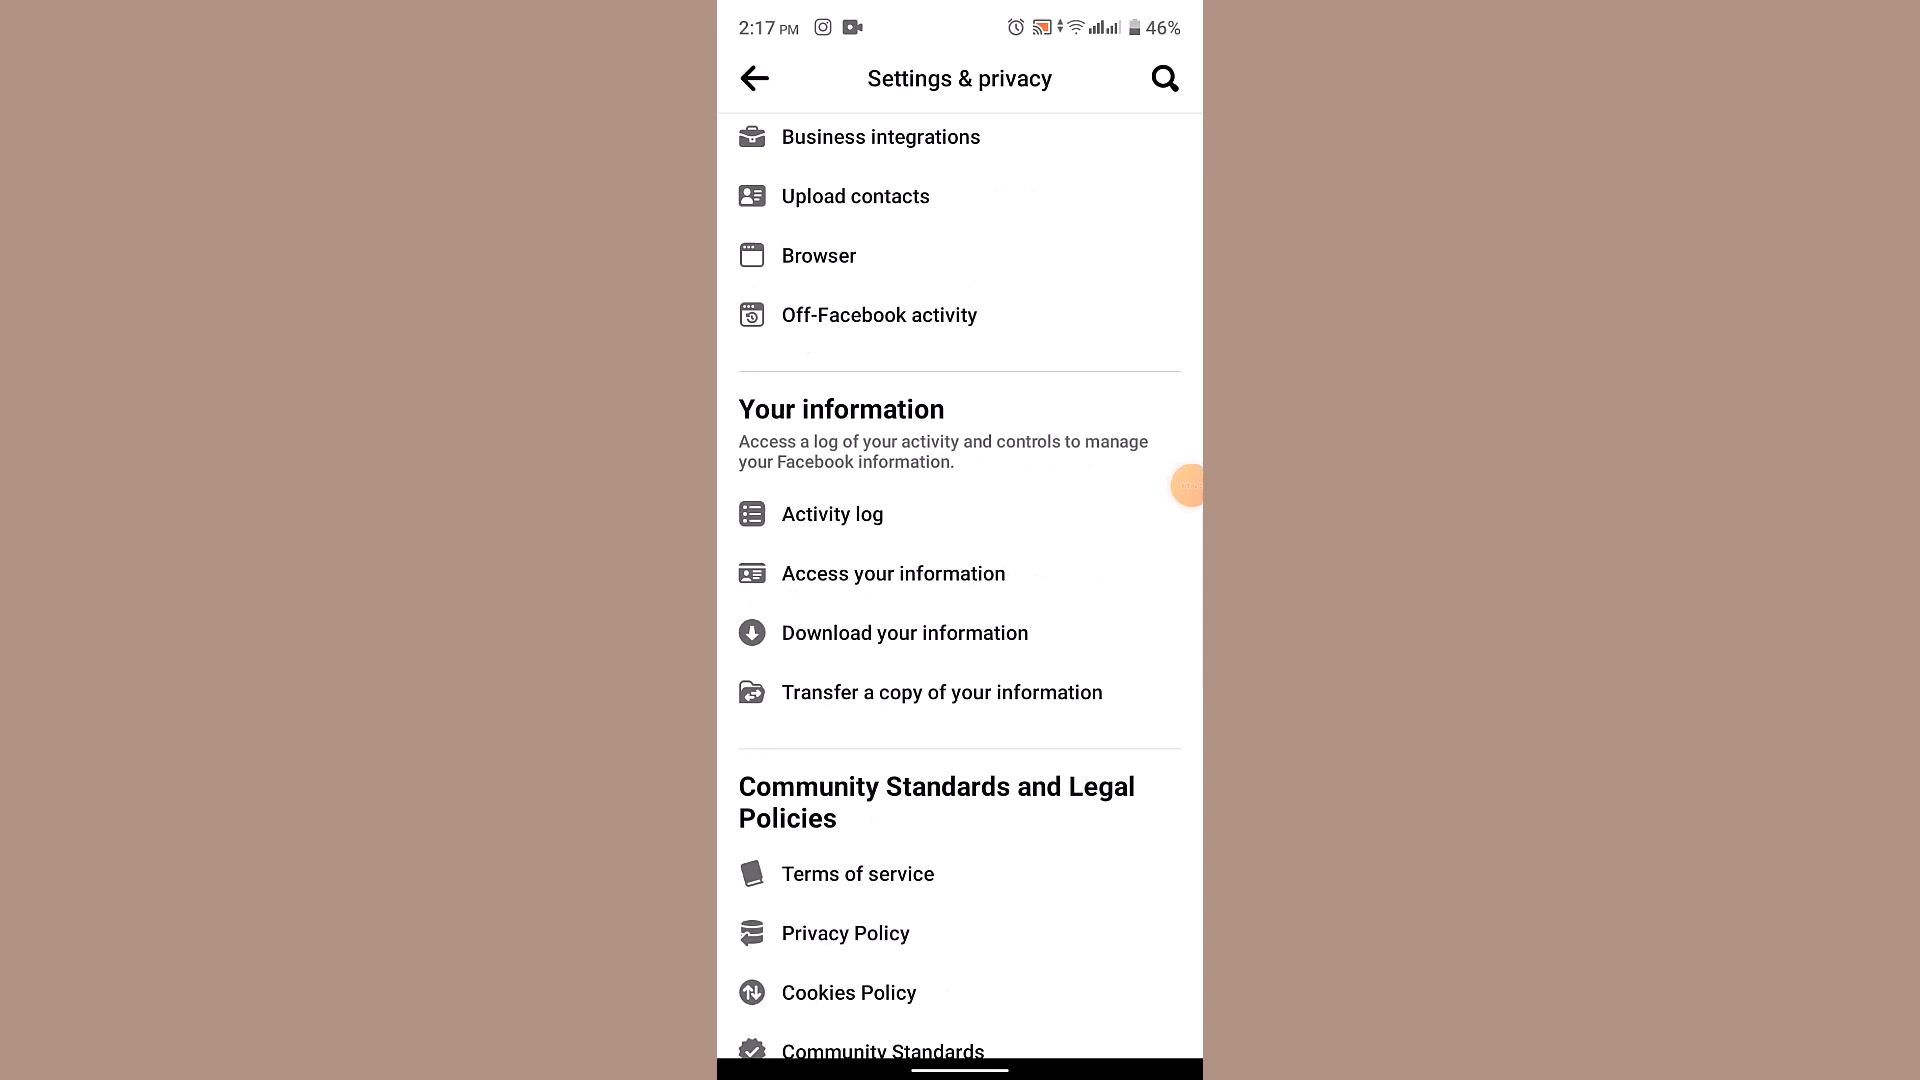 2:17 PM 46%
Settings & privacy
Business integrations
Upload contacts
Browser
Off-Facebook activity
Your information
Access a log of your activity and controls to manage
your Facebook information.
Activity log
Access your information
Download your information
Transfer a copy of your information
Community Standards and Legal
Policies
Terms of service
Privacy Policy
Cookies Policy
Community Standards